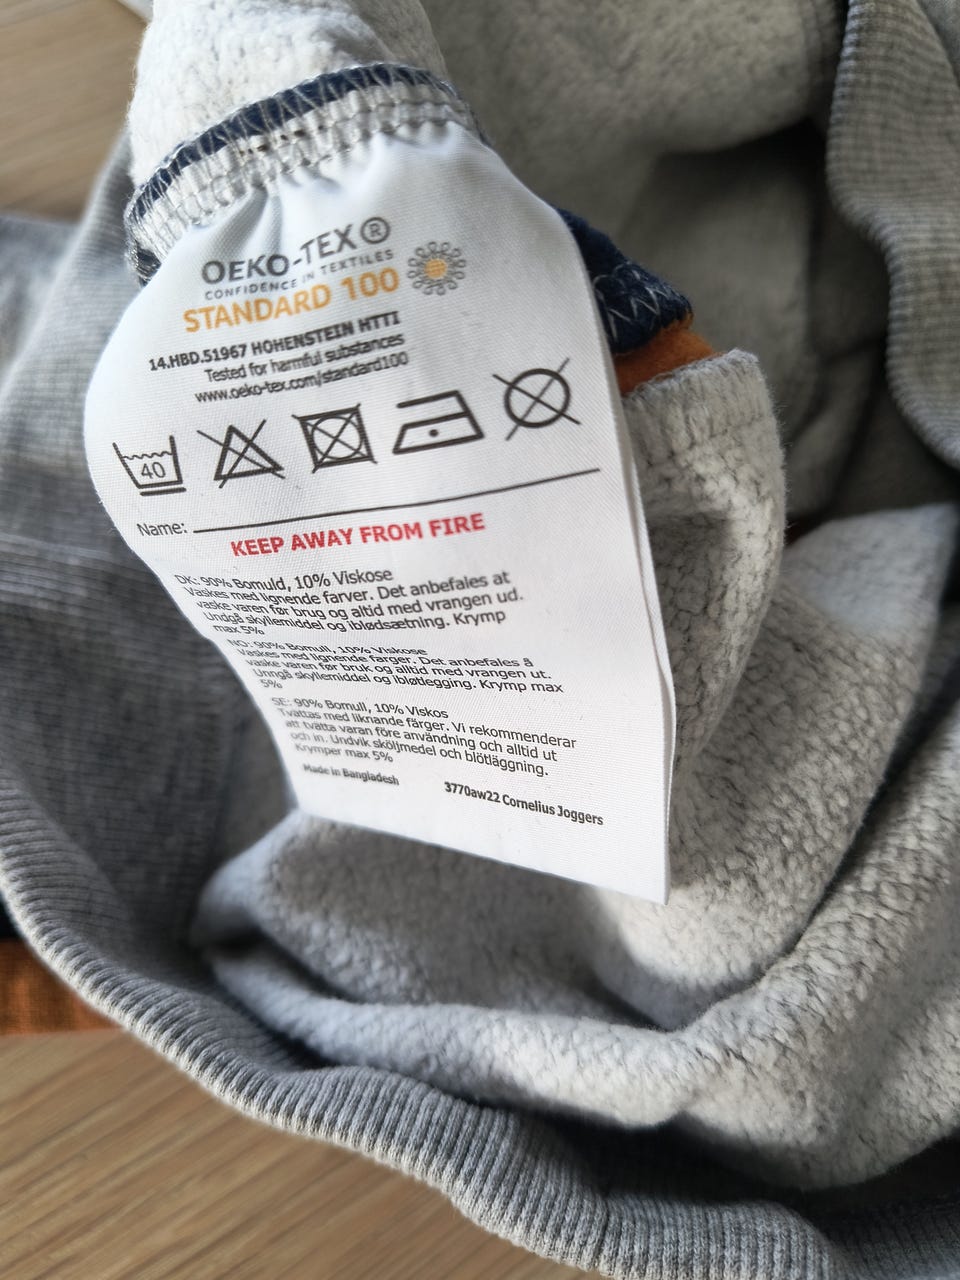 OEKO-TEX®
CONFIDENCE IN TEXTILES
STANDARD 100
14.HBD.51967 HOHENSTEIN HTTI
Tested for harmful substances
www.oeko-tex.com/standard100
40
Name:
KEEP AWAY FROM FIRE
DK: 90% Bomuld, 10% Viskose
Vaskes med lignende farver. Det anbefales at
vaske varen før brug og altid med vrangen ud.
Undgå skyllemiddel og iblødsætning. Krymp
max 5%
NO: 90% Bomull, 10% Viskose
Vaskes med lignende farger. Det anbefales å
vaske varen før bruk og altid med vrangen ut.
Unngå skyllemiddel og ibløtlegging. Krymp max
5%
SE: 90% Bomull, 10% Viskos
Tvättas med liknande färger. Vi rekommenderar
att tvätta varan före användning och alltid ut
och in. Undvik sköljmedel och blötläggning.
Krymper max 5%
Made in Bangladesh
3770aw22 Cornelius Joggers